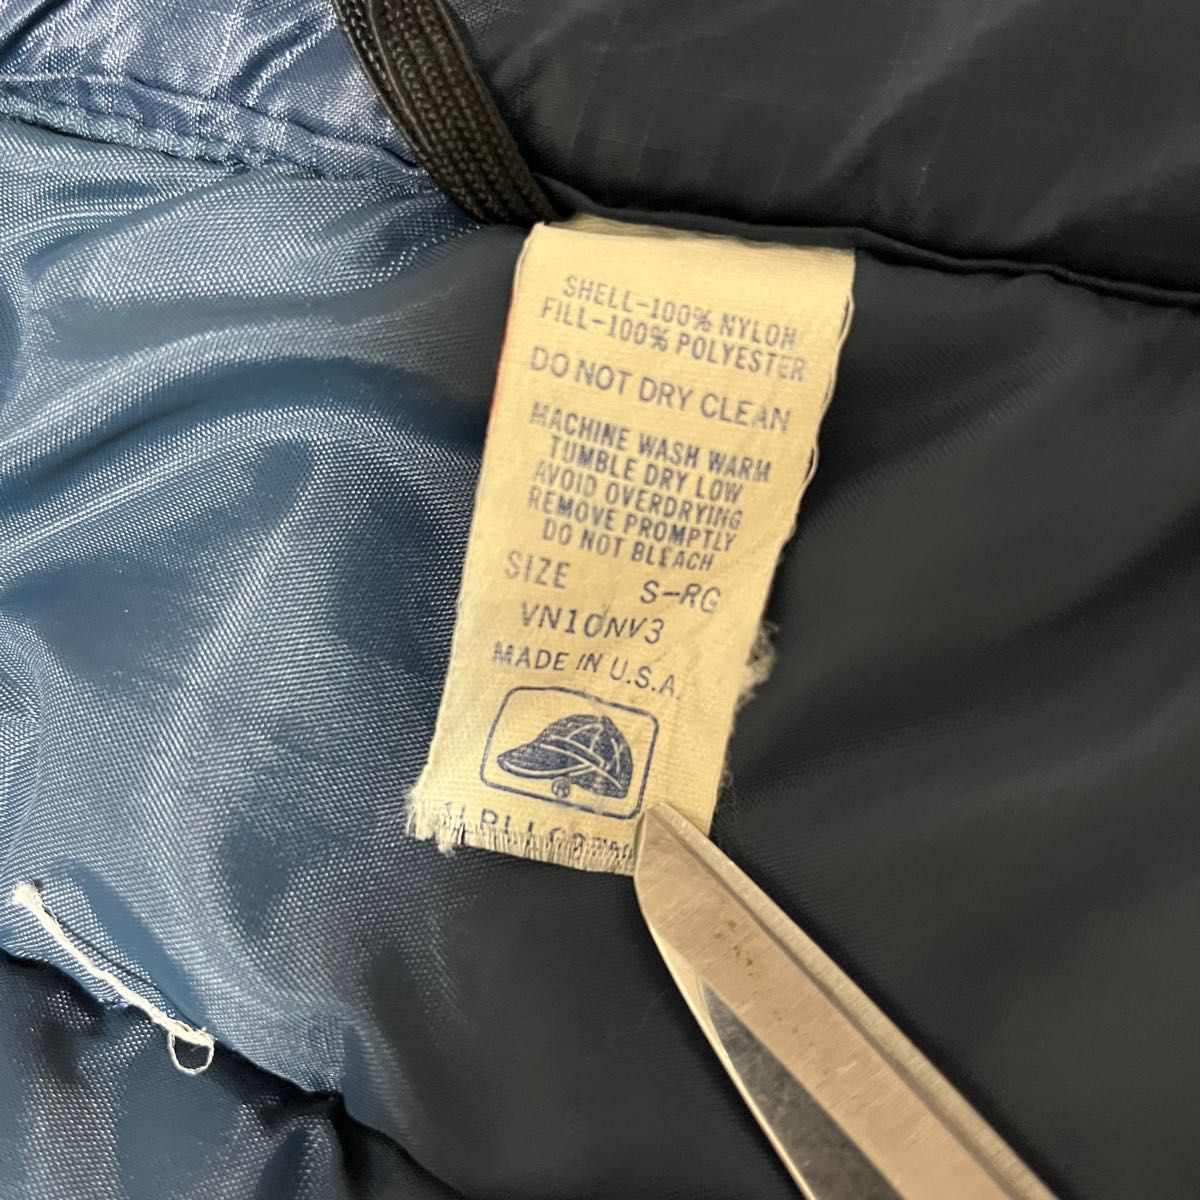 SHELL-100% NYLON
FILL-100% POLYESTER
DO NOT DRY CLEAN
MACHINE WASH WARM
TUMBLE DRY LOW
AVOID OVERDRYING
REMOVE PROMPTLY
DO NOT BLEACH
SIZE S-RG
VN10NV3
MADE IN U.S.A.
®